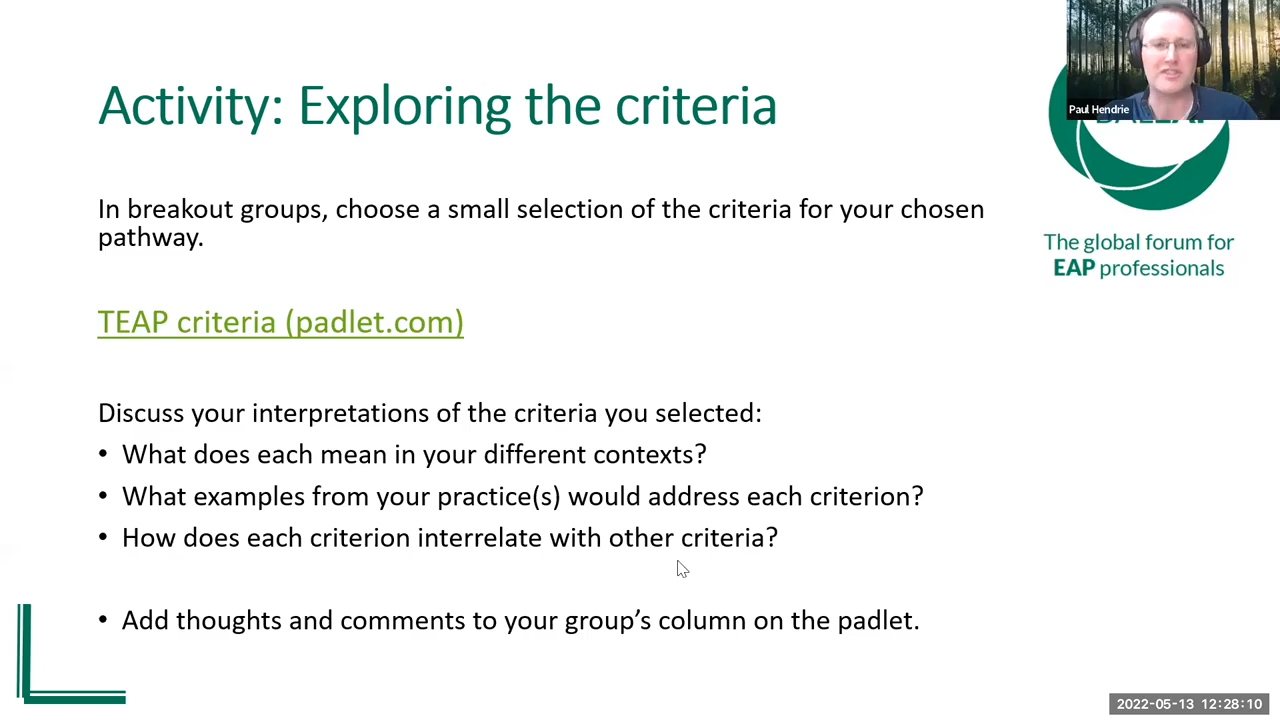 Activity: Exploring the criteria
Paul Hendrie
In breakout groups, choose a small selection of the criteria for your chosen
pathway.
The global forum for
EAP professionals
TEAP criteria (padlet.com)
Discuss your interpretations of the criteria you selected:
• What does each mean in your different contexts?
• What examples from your practice(s) would address each criterion?
• How does each criterion interrelate with other criteria?
• Add thoughts and comments to your group’s column on the padlet.
2022-05-13 12:28:10